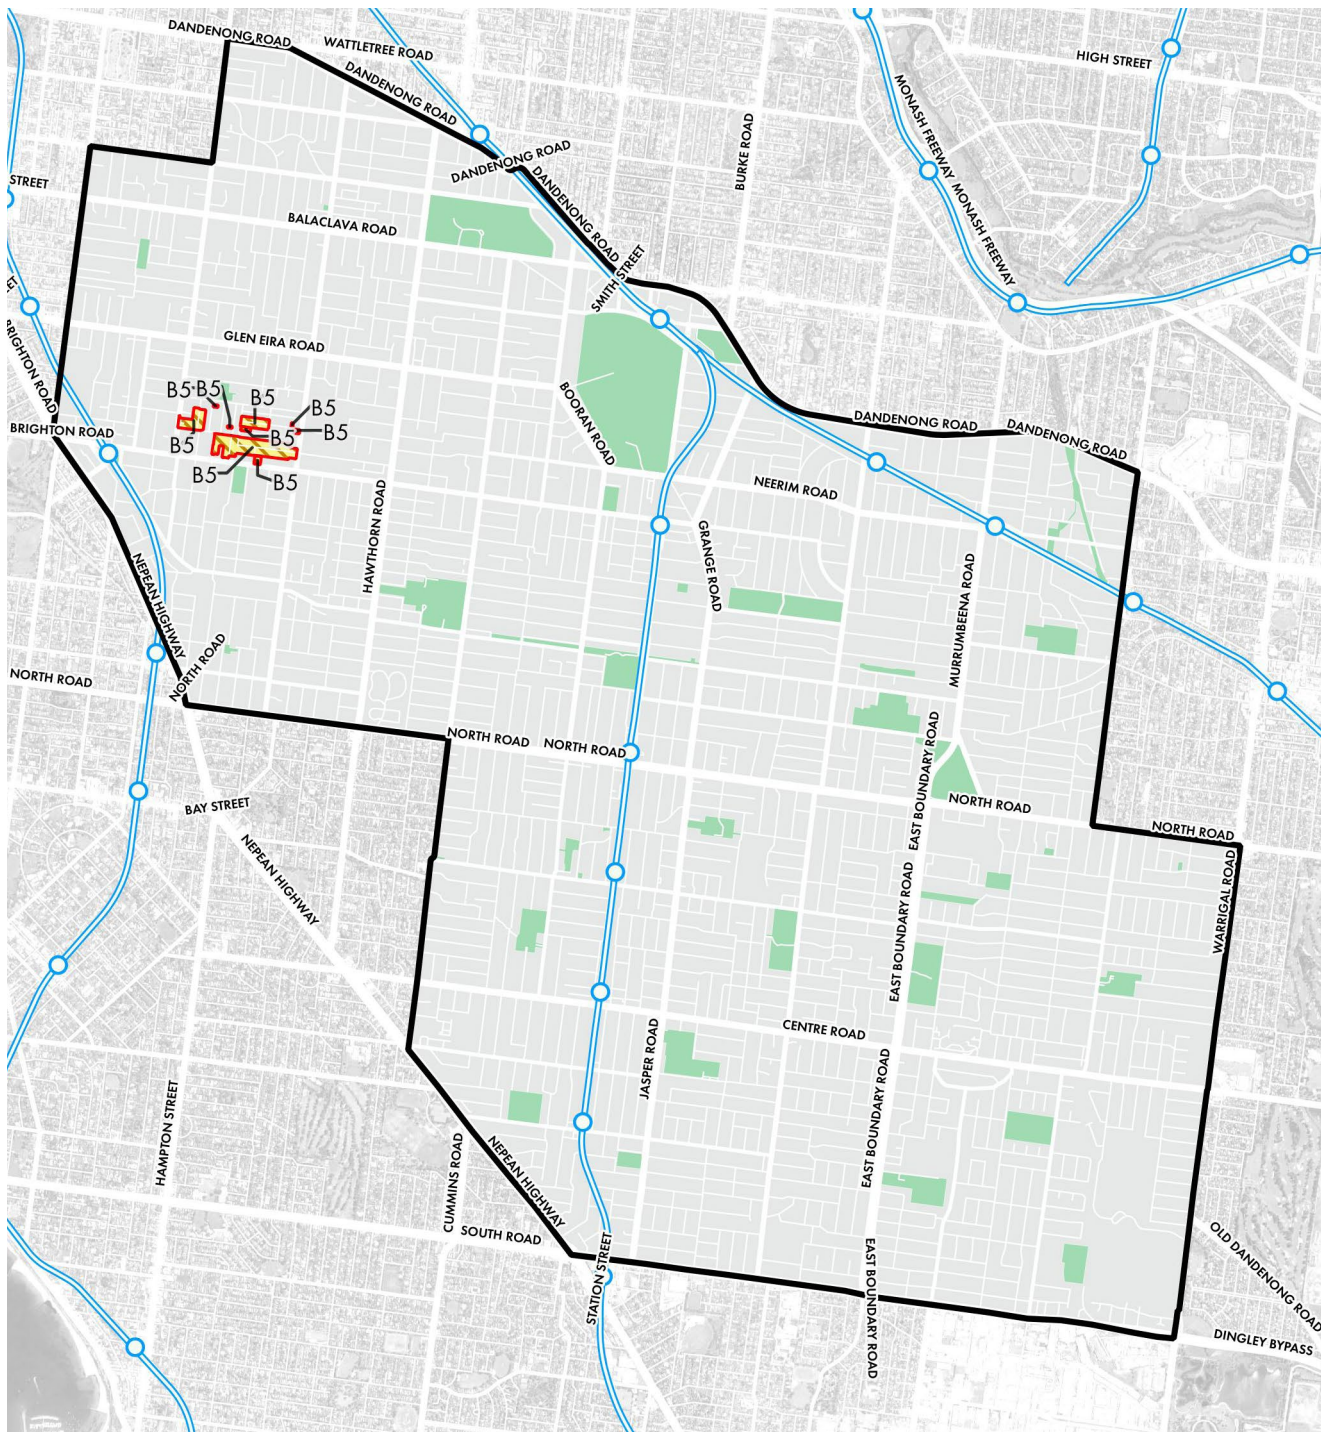 DANDENONG ROAD
WATTLETREE ROAD
HIGH STREET
DANDENONG ROAD
MONASH FREEWAY
BURKE ROAD
DANDENONG ROAD
STREET
DANDENONG ROAD
MONASH FREEWAY
BALACLAVA ROAD
SMITH STREET
GLEN EIRA ROAD
BRIGHTON ROAD
B5
B5
B5
B5
B5
B5
B5
B5
B5
BOORAN ROAD
DANDENONG ROAD
DANDENONG ROAD
BRIGHTON ROAD
NEERIM ROAD
HAWTHORN ROAD
GRANGE ROAD
NEPEAN HIGHWAY
MURRUMBEENA ROAD
NORTH ROAD
NORTH ROAD
NORTH ROAD
NORTH ROAD
EAST BOUNDARY ROAD
BAY STREET
NORTH ROAD
NORTH ROAD
NEPEAN HIGHWAY
EAST BOUNDARY ROAD
WARRIGAL ROAD
CENTRE ROAD
JASPER ROAD
HAMPTON STREET
EAST BOUNDARY ROAD
CUMMINS ROAD
NEPEAN HIGHWAY
SOUTH ROAD
STATION STREET
EAST BOUNDARY ROAD
OLD DANDENONG ROAD
DINGLEY BYPASS